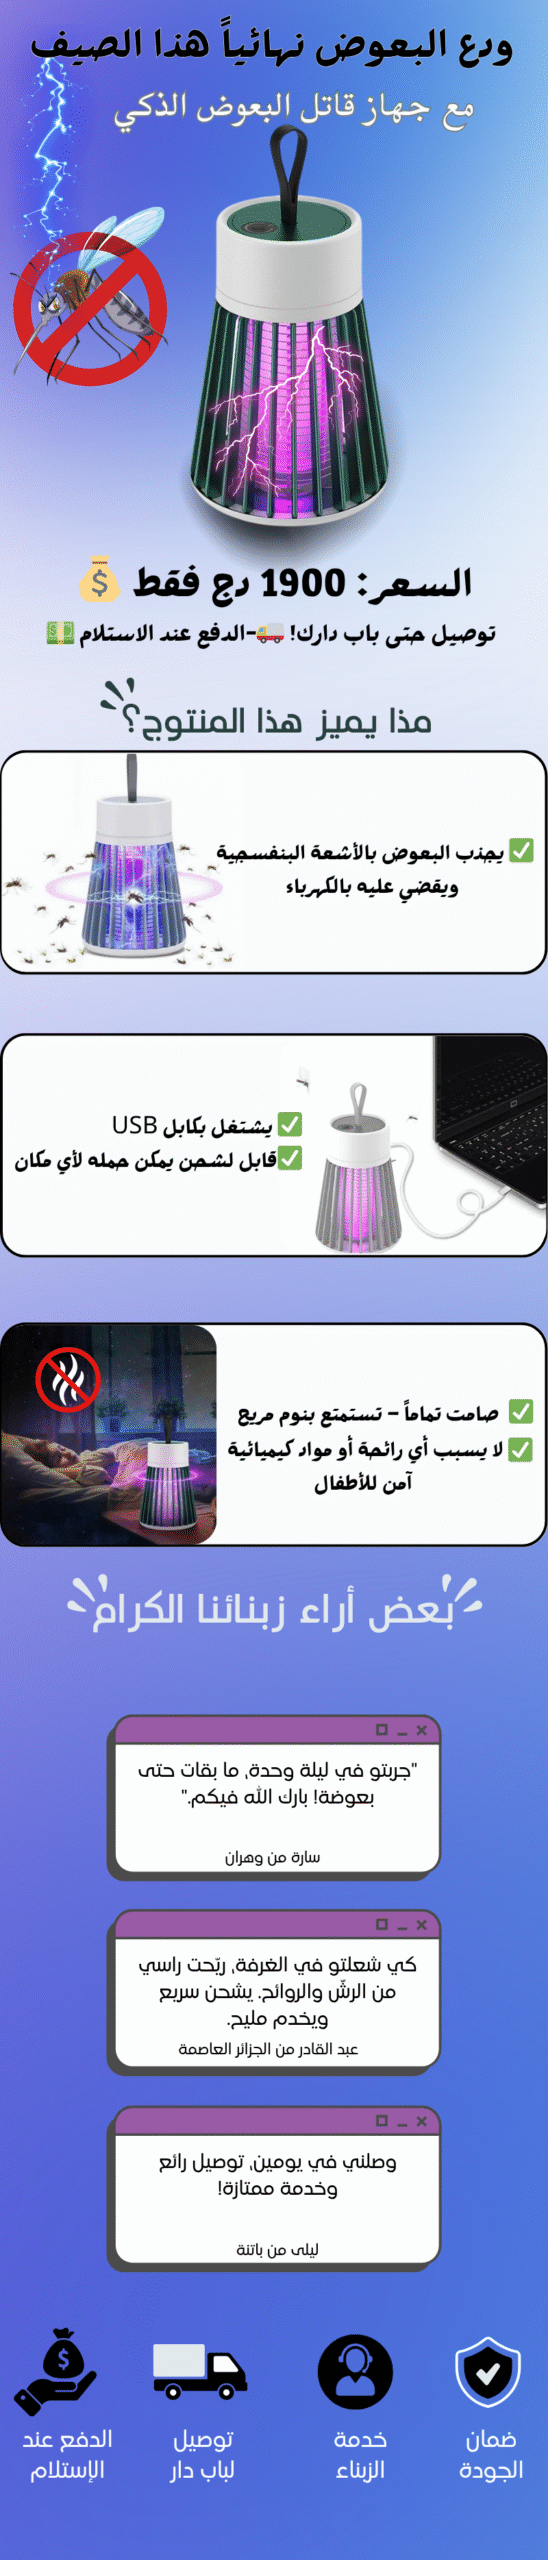 ودع البعوض نهائياً هذا الصيف
مع جهاز قاتل البعوض الذكي
السعر: 1900 دج فقط 💰
توصيل حتى باب دارك! 🚚-الدفع عند الاستلام 💵
مذا يميز هذا المنتوج؟
✅ يجذب البعوض بالأشعة البنفسجية
ويقضي عليه بالكهرباء
✅ يشتغل بكابل USB
✅قابل لشحن يمكن حمله لأي مكان
✅ صامت تماماً – تستمتع بنوم مريح
✅ لا يسبب أي رائحة أو مواد كيميائية
آمن للأطفال
بعض أراء زبنائنا الكرام
"جربتو في ليلة وحدة، ما بقات حتى
بعوضة! بارك الله فيكم."
سارة من وهران
كي شعلتو في الغرفة، ربّحت راسي
من الرشّ والروائح. يشحن سريع
ويخدم مليح.
عبد القادر من الجزائر العاصمة
وصلني في يومين، توصيل رائع
وخدمة ممتازة!
ليلى من باتنة
ضمان
الجودة
خدمة
الزبناء
توصيل
لباب دار
الدفع عند
الإستلام